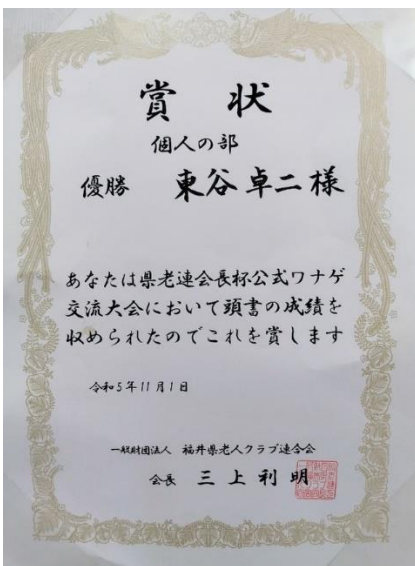 賞状
個人の部
優勝 東谷卓二様
あなたは県老連会長杯公式ワナゲ
交流大会において頭書の成績を
収められたのでこれを賞します
令和5年11月1日
一般財団法人 福井県老人クラブ連合会
会長 三上利明